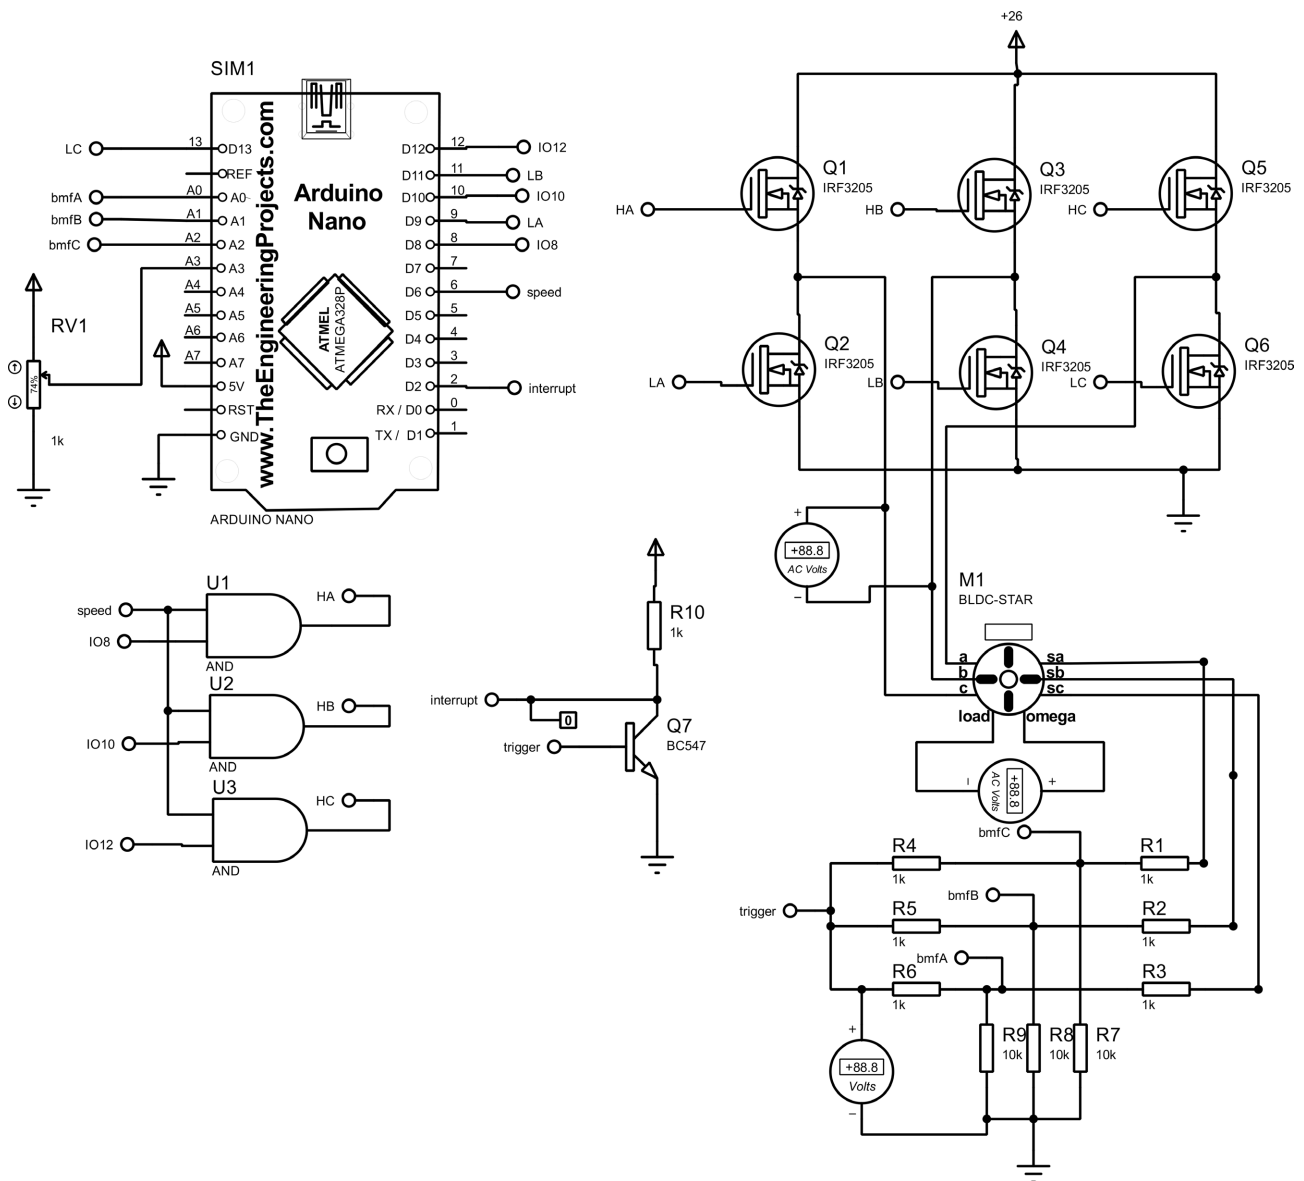 +26
SIM1
LC 13 D13
REF
bmfA A0 A0
bmfB A1 A1
bmfC A2 A2
A3 A3
A4 A4
A5 A5
A6 A6
A7 A7
5V
RST
GND
www.TheEngineeringProjects.com
Arduino
Nano
ATMEL
ATMEGA328P
D12 12 IO12
D11 11 LB
D10 10 IO10
D9 9 LA
D8 8 IO8
D7 7
D6 6 speed
D5 5
D4 4
D3 3
D2 2 interrupt
RX / D0 0
TX / D1 1
ARDUINO NANO
RV1
74%
1k
HA
Q1
IRF3205
HB
Q3
IRF3205
HC
Q5
IRF3205
LA
Q2
IRF3205
LB
Q4
IRF3205
LC
Q6
IRF3205
+
+88.8
AC Volts
−
M1
BLDC-STAR
a sa
b sb
c sc
load omega
−
+88.8
AC Volts
+
U1
speed
IO8
HA
AND
U2
IO10
HB
AND
U3
IO12
HC
AND
R10
1k
interrupt
0
trigger
Q7
BC547
bmfC
R4
1k
R1
1k
bmfB
trigger
R5
1k
R2
1k
bmfA
R6
1k
R3
1k
R9
10k
R8
10k
R7
10k
+
+88.8
Volts
−